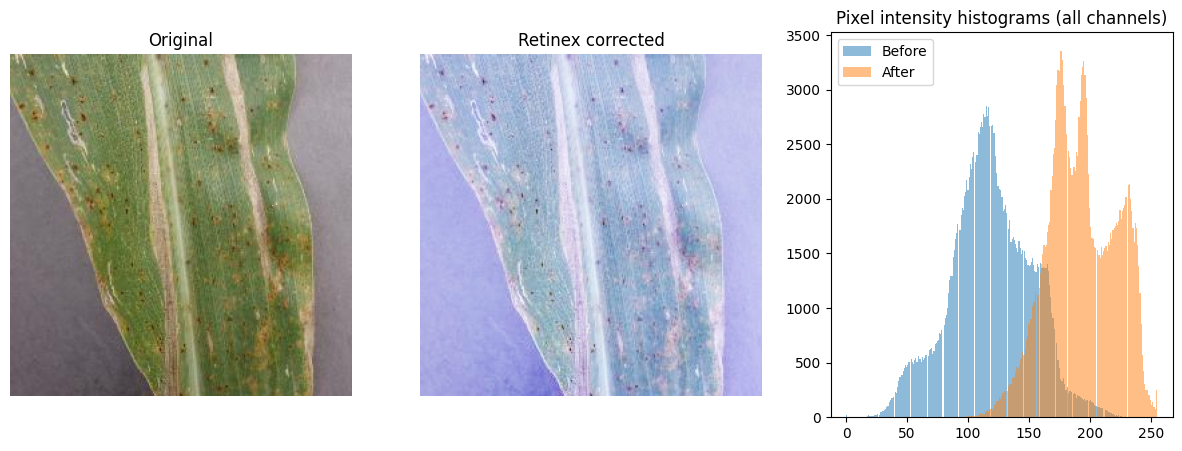 Original
Retinex corrected
Pixel intensity histograms (all channels)
Before
After
3500
3000
2500
2000
1500
1000
500
0
0 50 100 150 200 250